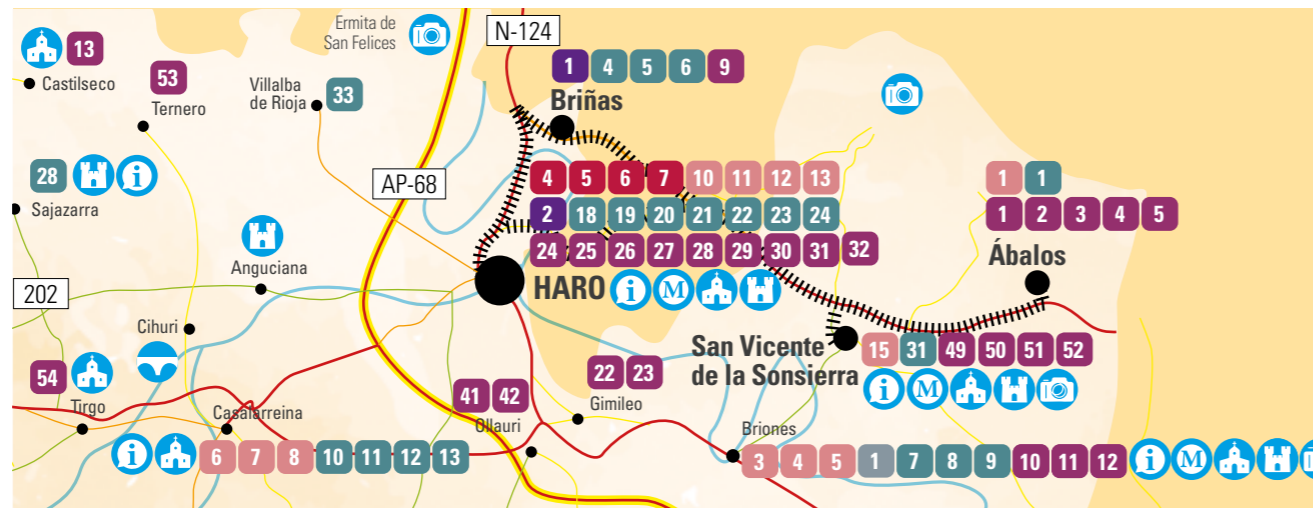 Ermita de
San Felices
N-124
13
Castilseco
53
Ternero
Villalba
de Rioja
33
1 4 5 6 9
Briñas
28 i
Sajazarra
AP-68
4 5 6 7 10 11 12 13
2 18 19 20 21 22 23 24
24 25 26 27 28 29 30 31 32
HARO i M
1 1
1 2 3 4 5
Ábalos
Anguciana
202
Cihuri
54
Tirgo
Casalarreina
i 6 7 8 10 11 12 13
41 42
Ollauri
22 23
Gimileo
San Vicente
de la Sonsierra
15 31 49 50 51 52
i M
Briones
3 4 5 1 7 8 9 10 11 12 i M